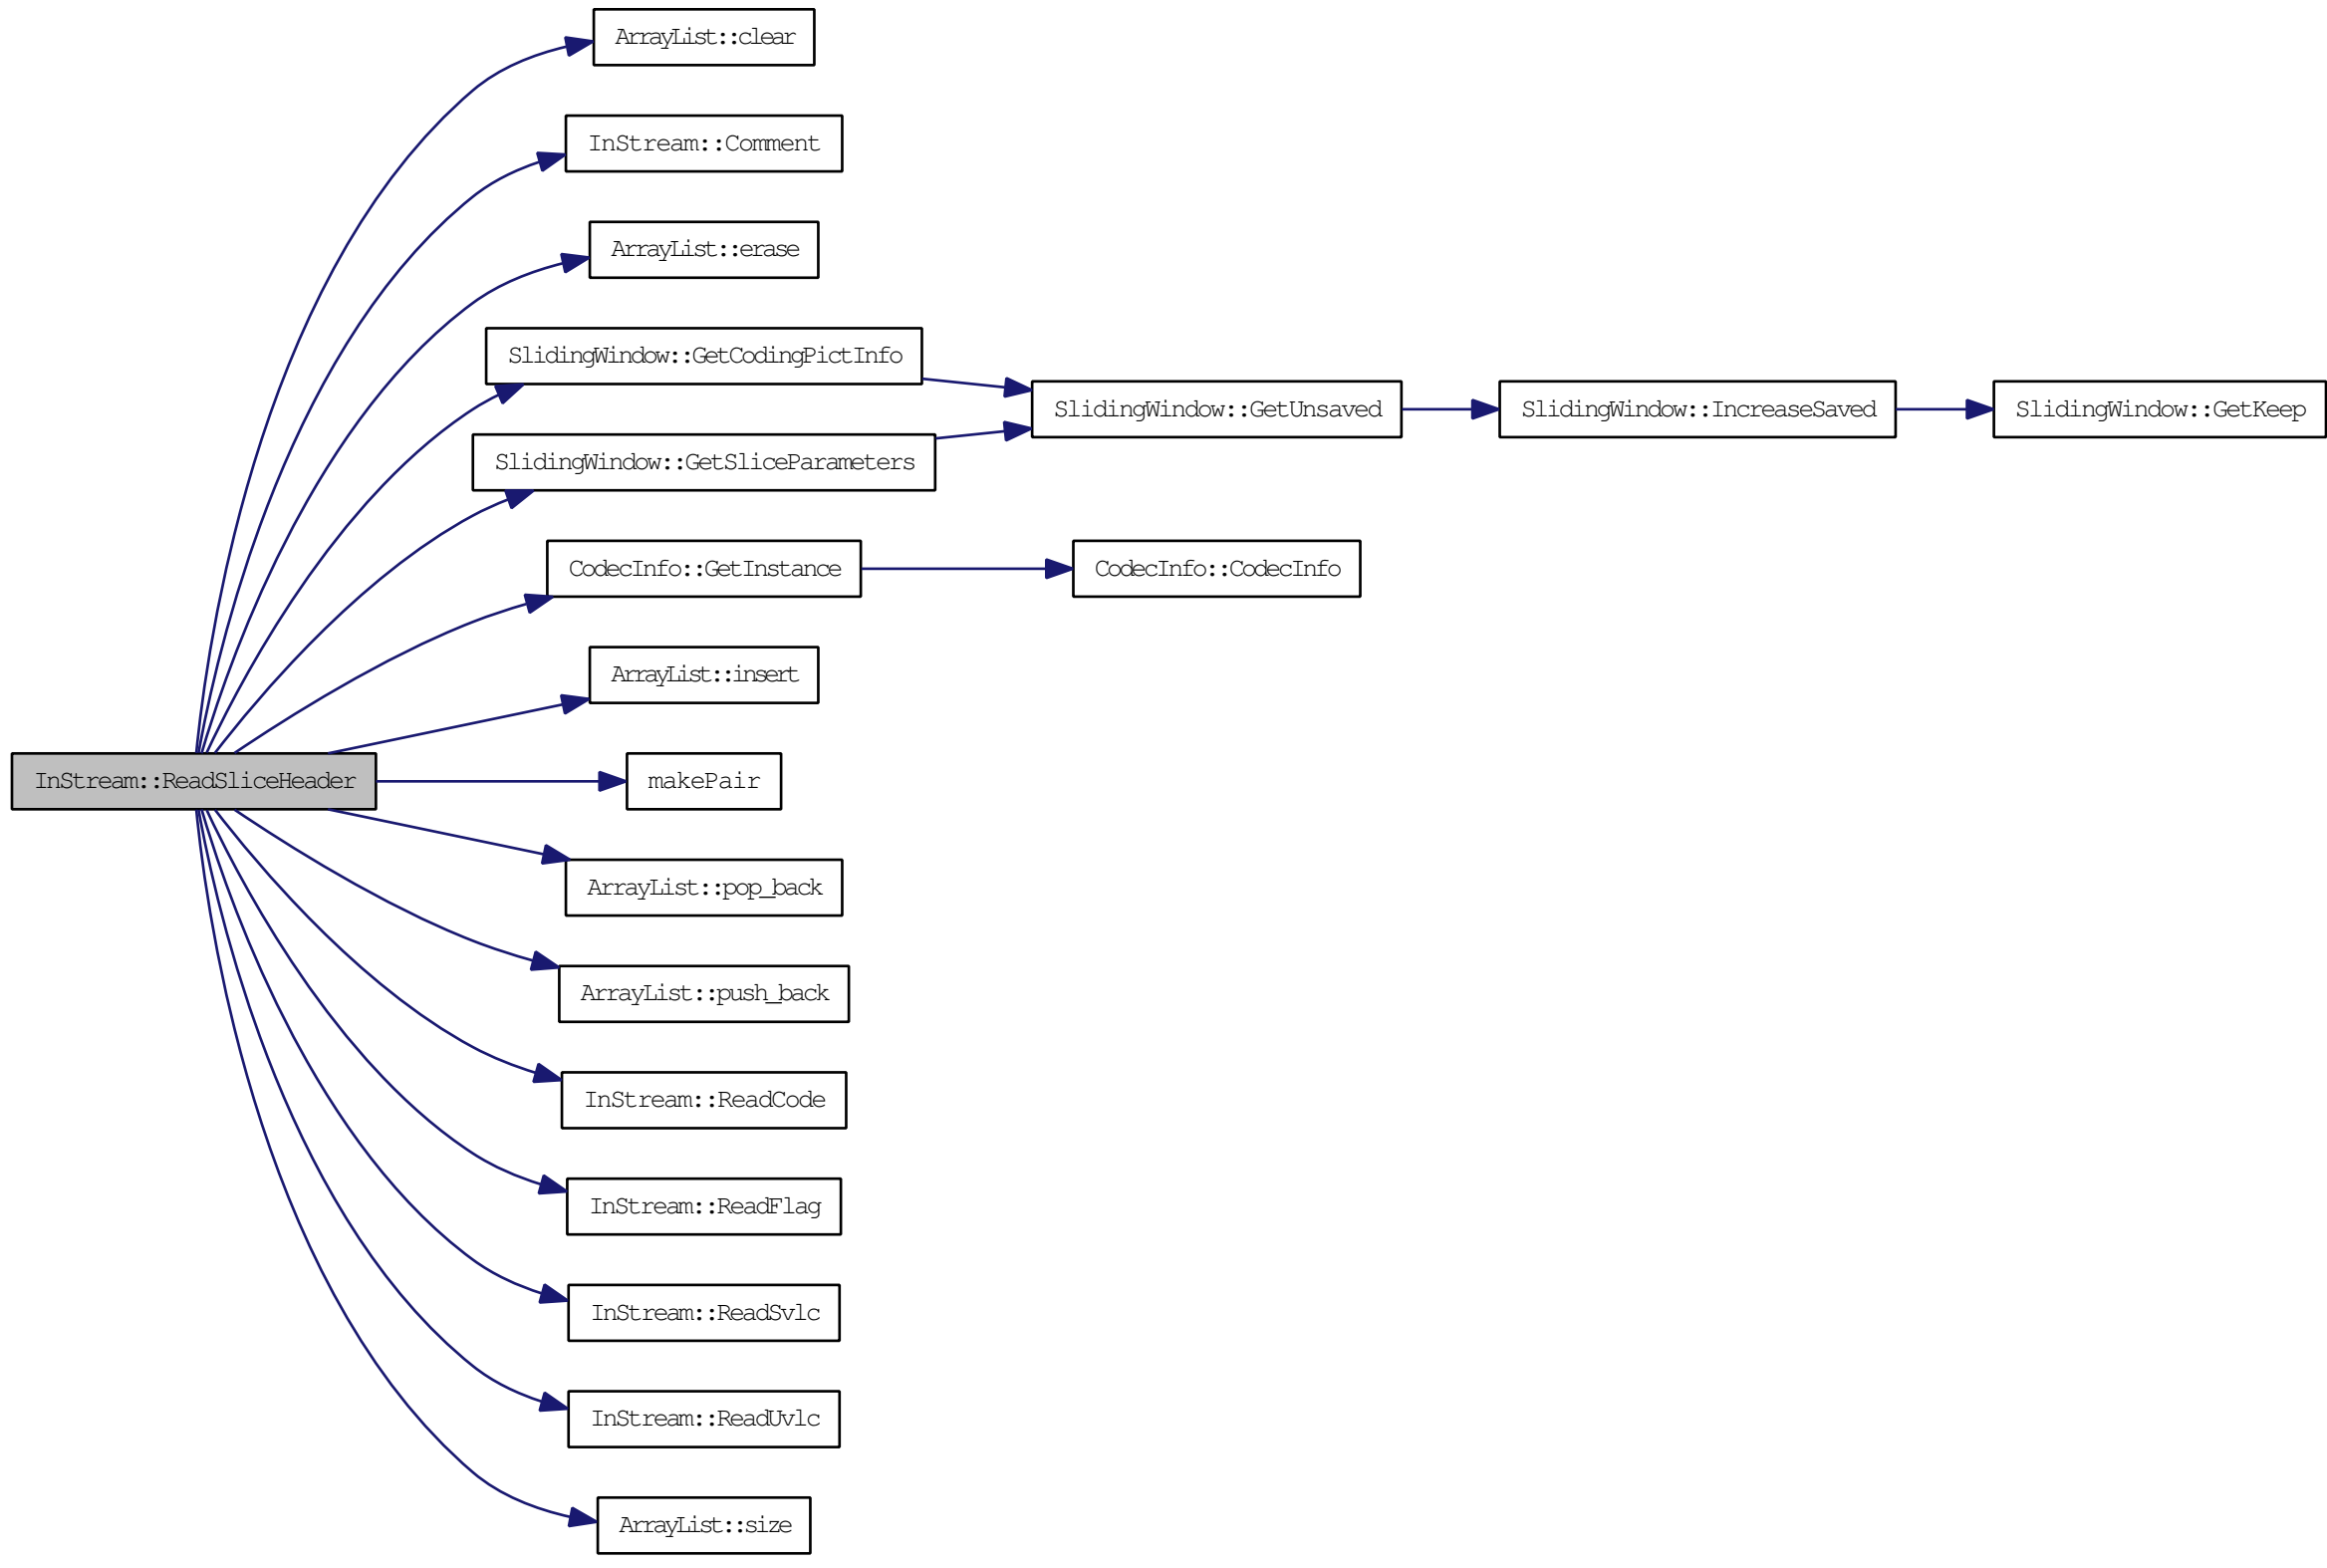 ArrayList::clear
InStream::Comment
ArrayList::erase
SlidingWindow::GetCodingPictInfo
SlidingWindow::GetUnsaved
SlidingWindow::IncreaseSaved
SlidingWindow::GetKeep
SlidingWindow::GetSliceParameters
CodecInfo::GetInstance
CodecInfo::CodecInfo
ArrayList::insert
InStream::ReadSliceHeader
makePair
ArrayList::pop_back
ArrayList::push_back
InStream::ReadCode
InStream::ReadFlag
InStream::ReadSvlc
InStream::ReadUvlc
ArrayList::size